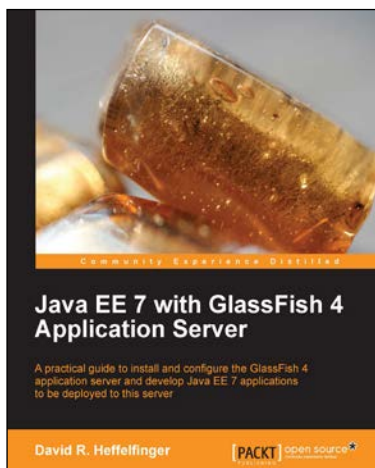 Community Experience Distilled
Java EE 7 with GlassFish 4
Application Server
A practical guide to install and configure the GlassFish 4
application server and develop Java EE 7 applications
to be deployed to this server
David R. Heffelfinger
[PACKT] open source*
PUBLISHING